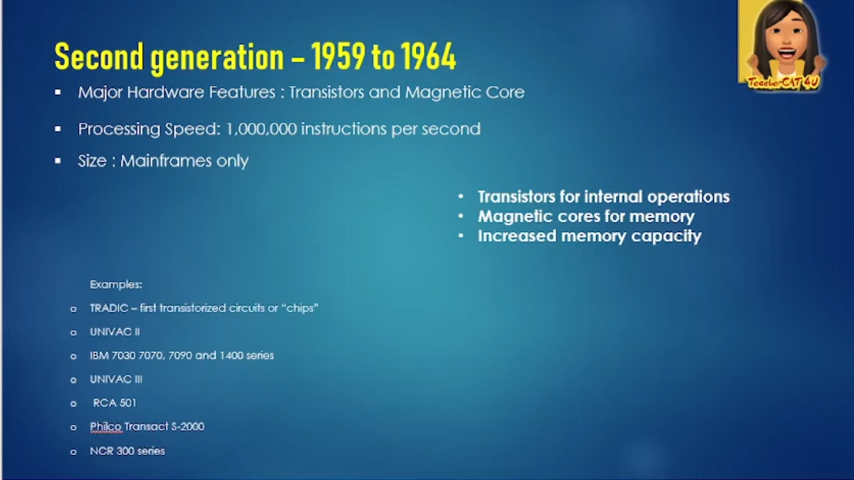 Second generation – 1959 to 1964
TeacherCAT 4U
▪ Major Hardware Features : Transistors and Magnetic Core
▪ Processing Speed: 1,000,000 instructions per second
▪ Size : Mainframes only
• Transistors for internal operations
• Magnetic cores for memory
• Increased memory capacity
Examples:
o TRADIC – first transistorized circuits or “chips”
o UNIVAC II
o IBM 7030 7070, 7090 and 1400 series
o UNIVAC III
o RCA 501
o Philco Transact S-2000
o NCR 300 series